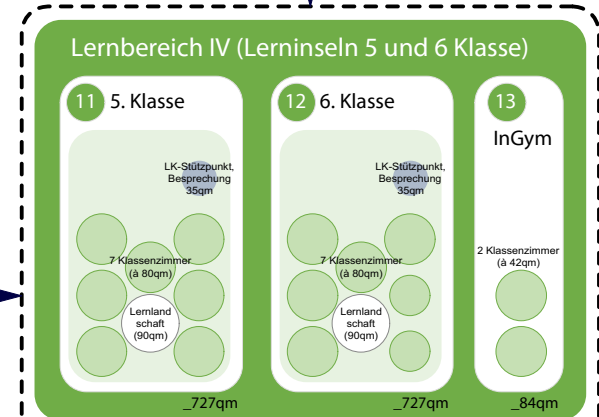 Lernbereich IV (Lerninseln 5 und 6 Klasse)
11 5. Klasse
LK-Stützpunkt,
Besprechung
35qm
7 Klassenzimmer
(à 80qm)
Lernland
schaft
(90qm)
_727qm
12 6. Klasse
LK-Stützpunkt,
Besprechung
35qm
7 Klassenzimmer
(à 80qm)
Lernland
schaft
(90qm)
_727qm
13
InGym
2 Klassenzimmer
(à 42qm)
_84qm